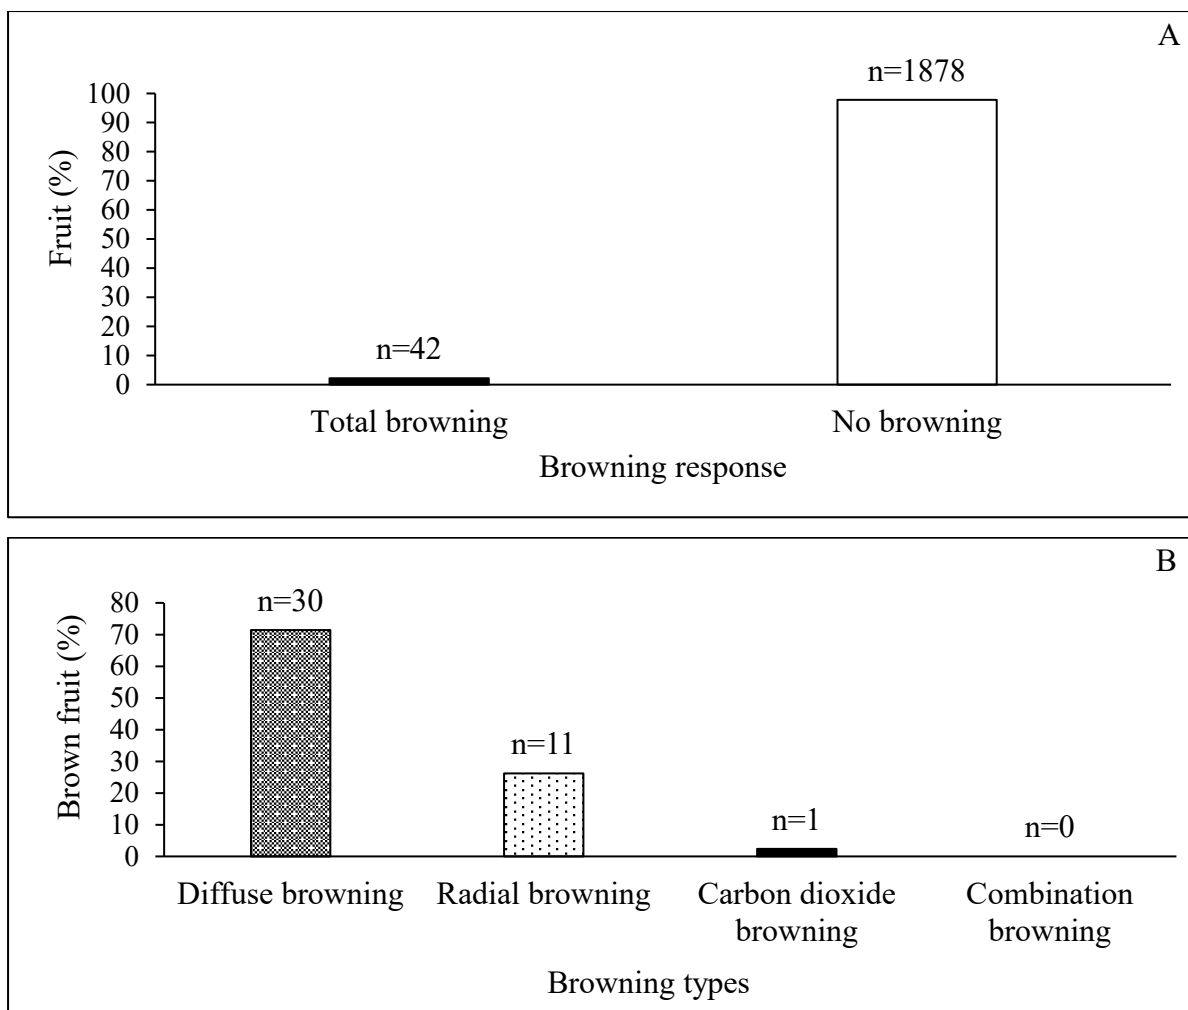 A
n=1878
100
90
80
70
60
50
40
30
20
10
0
Fruit (%)
n=42
Total browning
No browning
Browning response
B
80
70
60
50
40
30
20
10
0
Brown fruit (%)
n=30
n=11
n=1
n=0
Diffuse browning
Radial browning
Carbon dioxide
browning
Combination
browning
Browning types